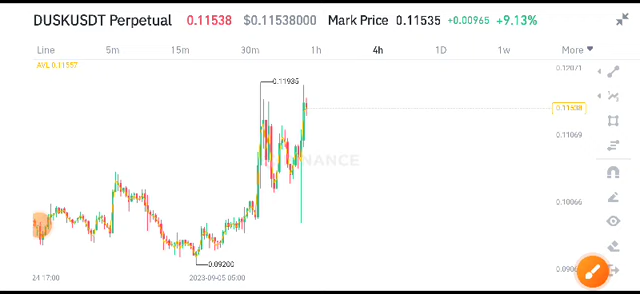 DUSKUSDT Perpetual 0.11538 $0.11538000 Mark Price 0.11535 +0.00965 +9.13%
Line 5m 15m 30m 1h 4h 1D 1w More
AVL 0.11557
0.12071
0.11935
0.11538
0.11069
0.10066
0.09200
24 17:00 2023-09-05 05:00